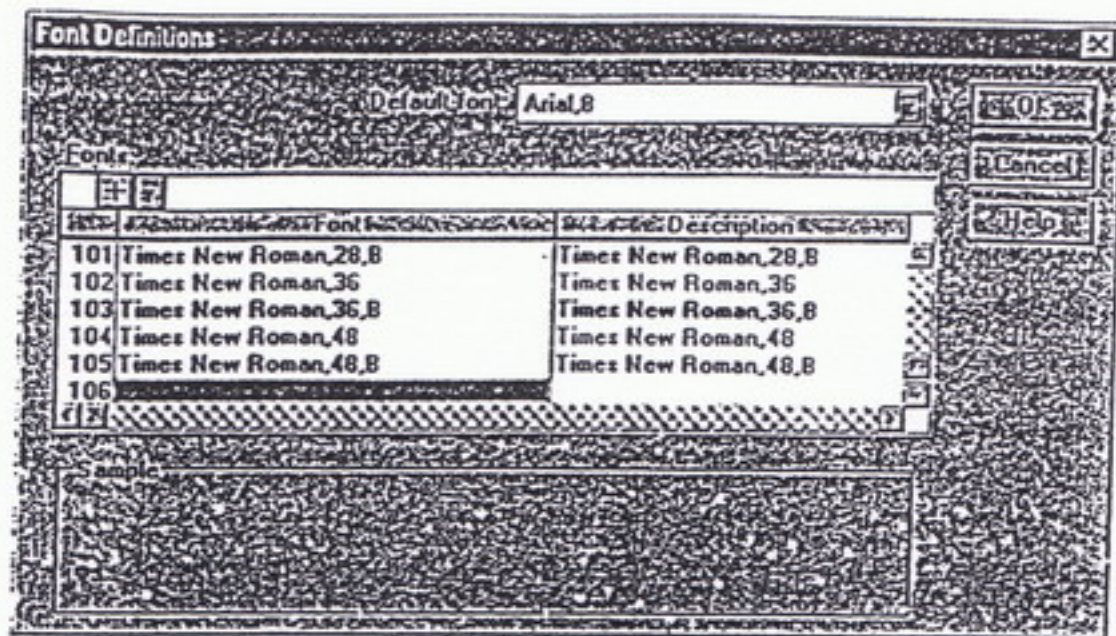 Font Definitions
Default font Arial,8
OK
Fonts
Cancel
Help
Font Description
101 Times New Roman,28,B Times New Roman,28,B
102 Times New Roman,36 Times New Roman,36
103 Times New Roman,36,B Times New Roman,36,B
104 Times New Roman,48 Times New Roman,48
105 Times New Roman,48,B Times New Roman,48,B
106
Sample